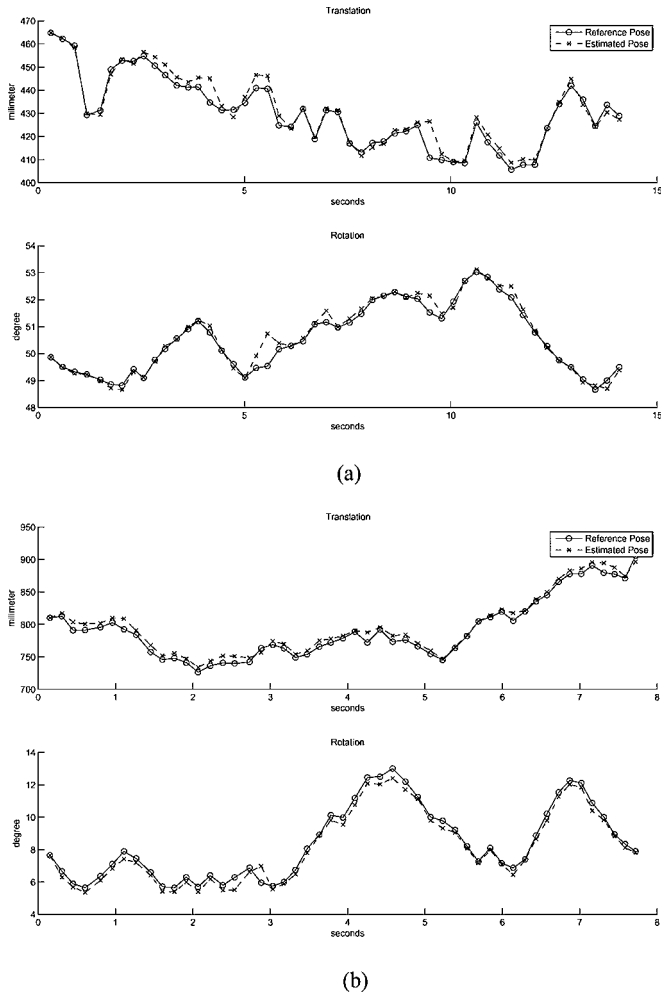 Translation
470
460
450
440
430
420
410
400
milimeter
Reference Pose
Estimated Pose
0
5
10
15
seconds
Rotation
54
53
52
51
50
49
48
degree
0
5
10
15
seconds
(a)
Translation
950
900
850
800
750
700
milimeter
Reference Pose
Estimated Pose
0
1
2
3
4
5
6
7
8
seconds
Rotation
14
12
10
8
6
4
degree
0
1
2
3
4
5
6
7
8
seconds
(b)